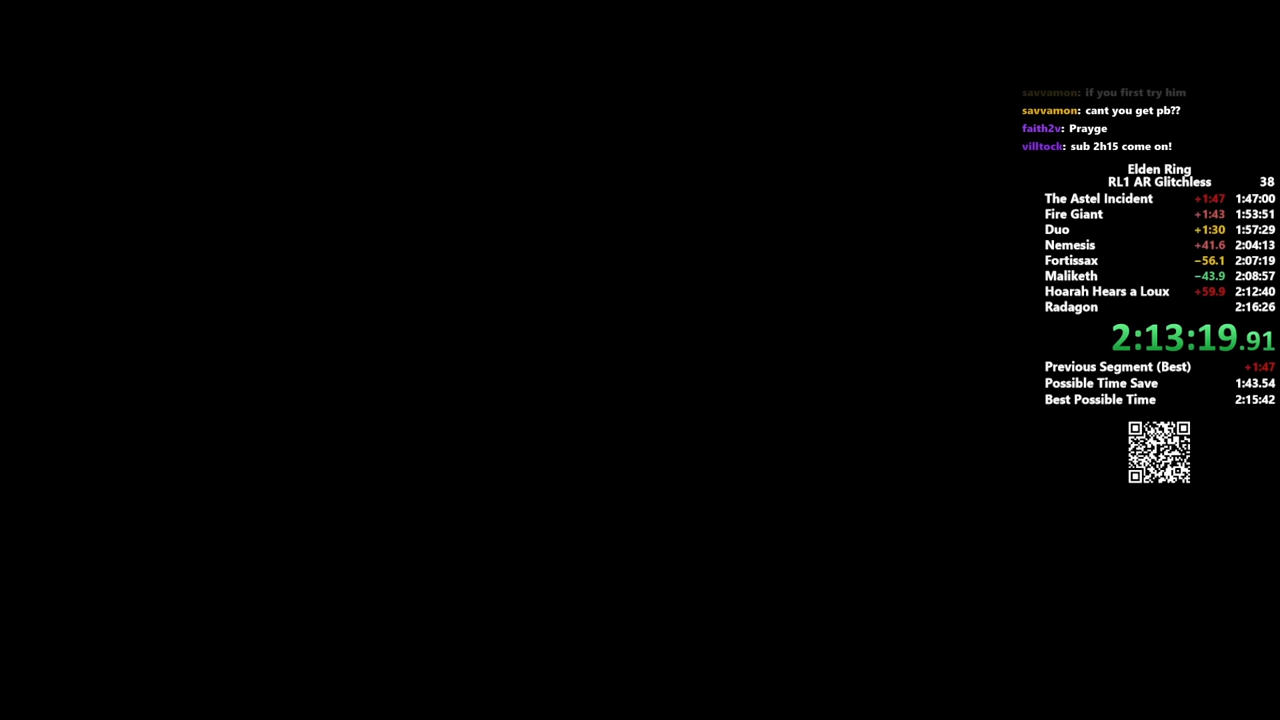 savvamon: if you first try him
savvamon: cant you get pb??
faith2v: Prayge
villtock: sub 2h15 come on!
Elden Ring
RL1 AR Glitchless 38
The Astel Incident +1:47 1:47:00
Fire Giant +1:43 1:53:51
Duo +1:30 1:57:29
Nemesis +41.6 2:04:13
Fortissax −56.1 2:07:19
Maliketh −43.9 2:08:57
Hoarah Hears a Loux +59.9 2:12:40
Radagon 2:16:26
2:13:19.91
Previous Segment (Best) +1:47
Possible Time Save 1:43.54
Best Possible Time 2:15:42